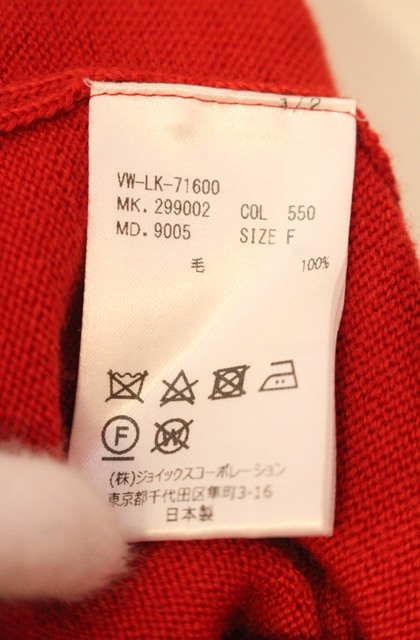 1/2
VW-LK-71600
MK. 299002 COL 550
MD. 9005 SIZE F
毛 100%
F W
(株)ジョイックスコーポレーション
東京都千代田区隼町3-16
日本製